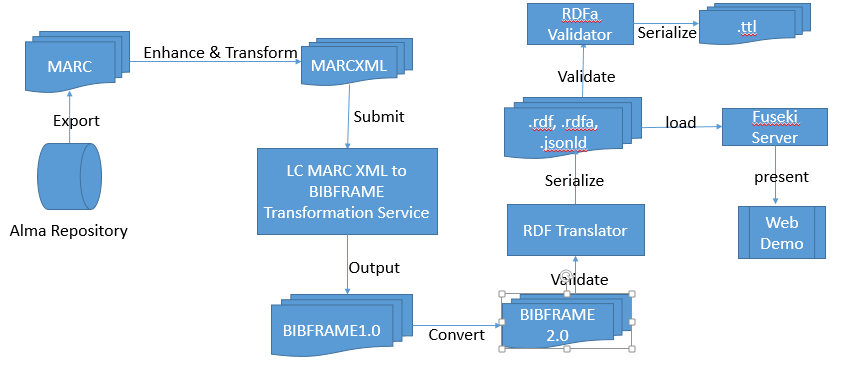 MARC
Enhance & Transform
MARCXML
Export
Alma Repository
Submit
LC MARC XML to
BIBFRAME
Transformation Service
Output
BIBFRAME1.0
Convert
BIBFRAME
2.0
Validate
RDF Translator
Serialize
.rdf, .rdfa,
.jsonld
Validate
RDFa
Validator
Serialize
.ttl
load
Fuseki
Server
present
Web
Demo